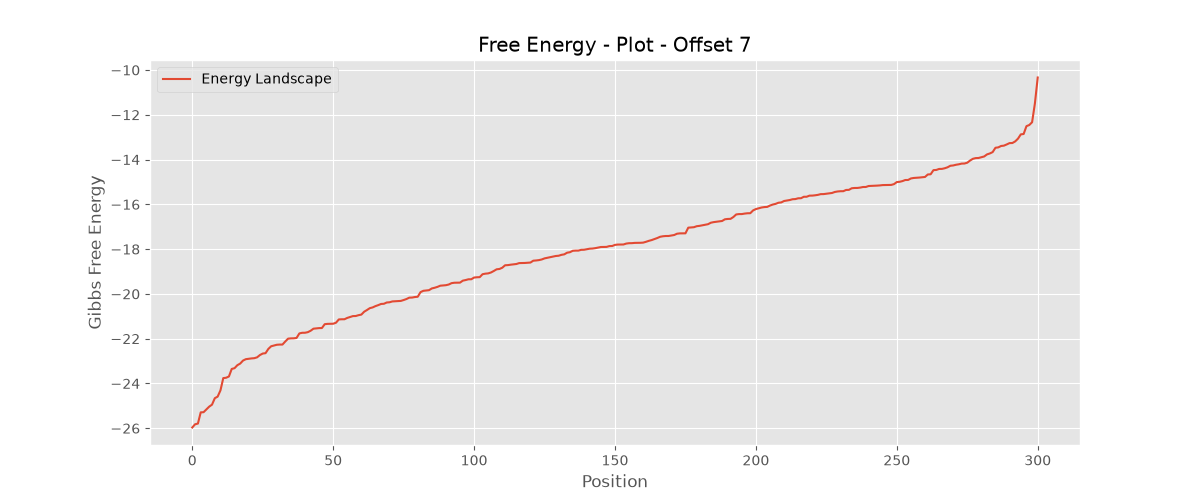 Free Energy - Plot - Offset 7
Energy Landscape
Gibbs Free Energy
−10
−12
−14
−16
−18
−20
−22
−24
−26
0 50 100 150 200 250 300
Position